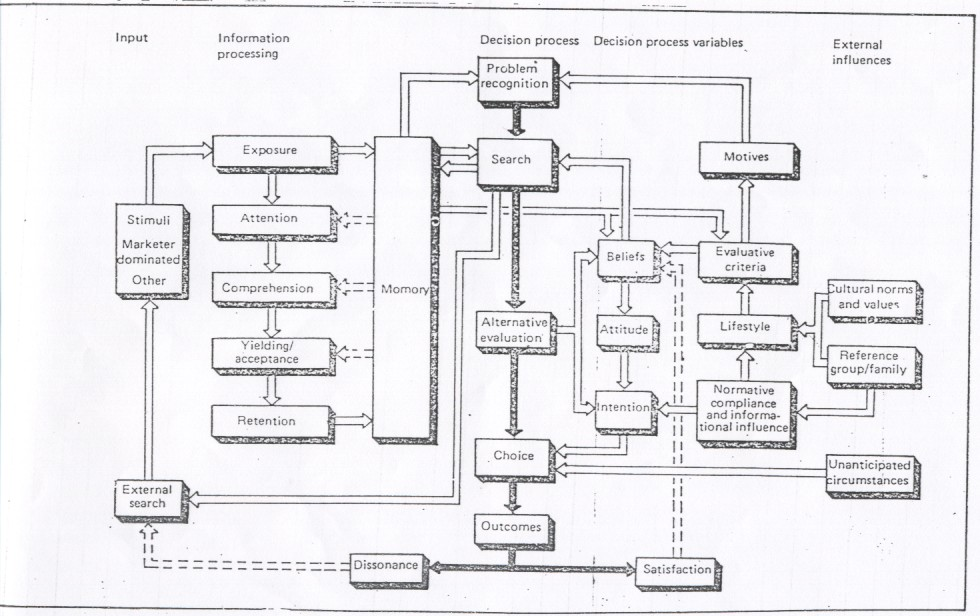 Input
Information
processing
Decision process
Decision process variables
External
influences
Problem
recognition
Exposure
Search
Motives
Stimuli
Marketer
dominated
Other
Attention
Comprehension
Momory
Beliefs
Evaluative
criteria
Cultural norms
and values
Alternative
evaluation
Attitude
Lifestyle
Yielding/
acceptance
Reference
group/family
Retention
Intention
Normative
compliance
and informa-
tional influence
Choice
Unanticipated
circumstances
External
search
Outcomes
Dissonance
Satisfaction